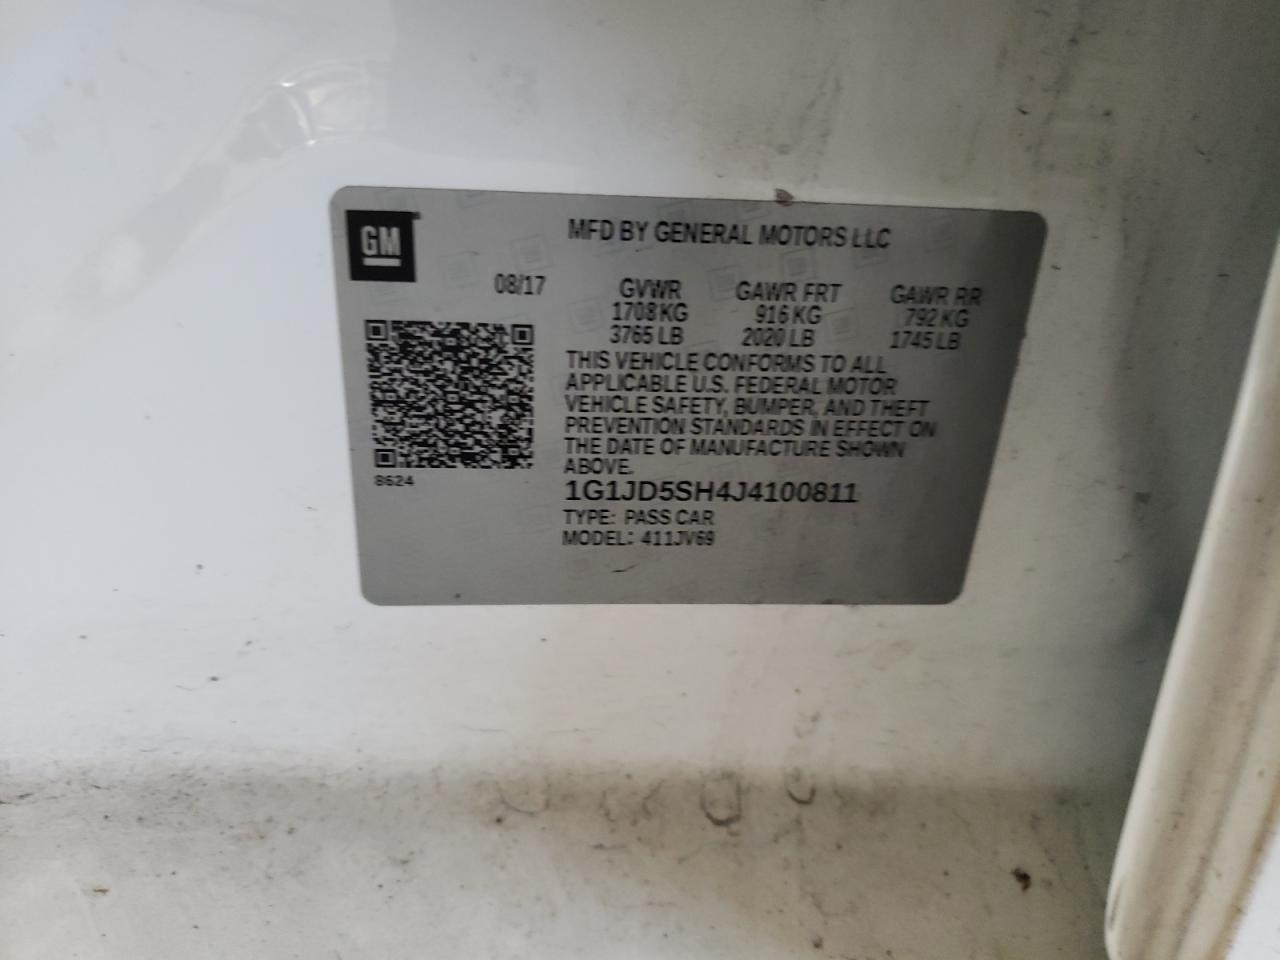 GM
MFD BY GENERAL MOTORS LLC
08/17 GVWR GAWR FRT GAWR RR
1708 KG 916 KG 792 KG
3765 LB 2020 LB 1745 LB
THIS VEHICLE CONFORMS TO ALL
APPLICABLE U.S. FEDERAL MOTOR
VEHICLE SAFETY, BUMPER, AND THEFT
PREVENTION STANDARDS IN EFFECT ON
THE DATE OF MANUFACTURE SHOWN
ABOVE.
8624
1G1JD5SH4J4100811
TYPE: PASS CAR
MODEL: 411JV69